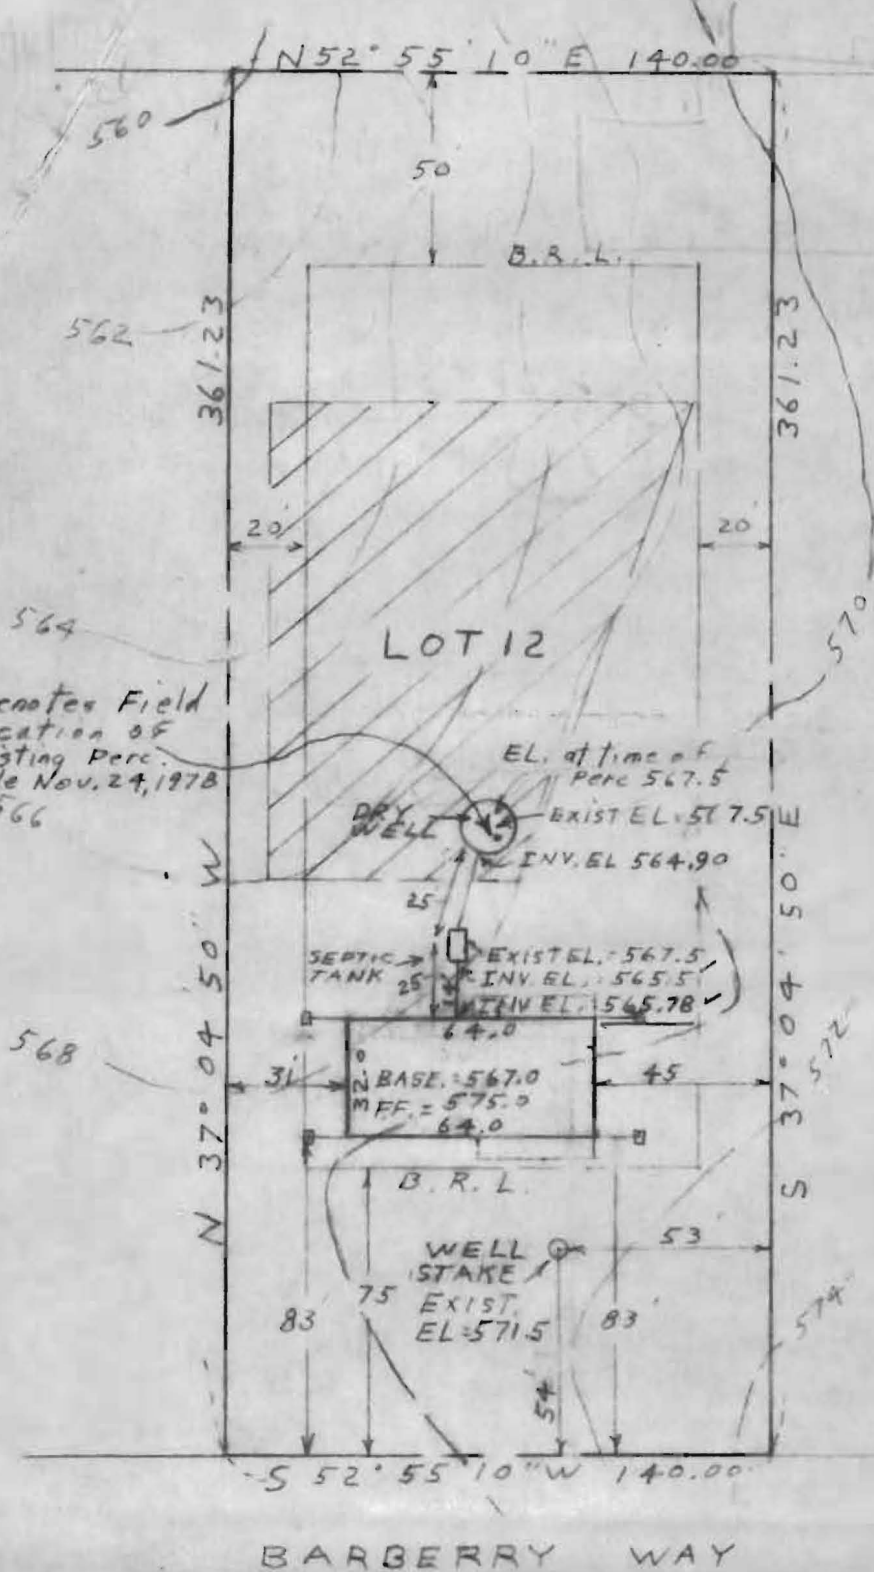 N 52° 55' 10" E 140.00
560
50'
B.R.L.
562
361.23
361.23
20'
20'
564
LOT 12
570
enotes Field
cation of
sting Perc.
le Nov. 24, 1978
566
EL. at time of
Perc 567.5
DRY
WELL
EXIST EL. 567.5
INV. EL 564.90
25
SEPTIC
TANK
EXIST EL. = 567.5
INV. EL. = 565.5
INV EL. 565.78
25
14
64.0
568
31'
32.0
BASE. = 567.0
F.F. = 575.0
64.0
45
572
N 37° 04' 50" W
S 37° 04' 50" E
B. R. L.
WELL
STAKE
EXIST.
EL = 571.5
53'
83'
75
83'
54'
574
S 52° 55' 10" W 140.00
BARBERRY WAY